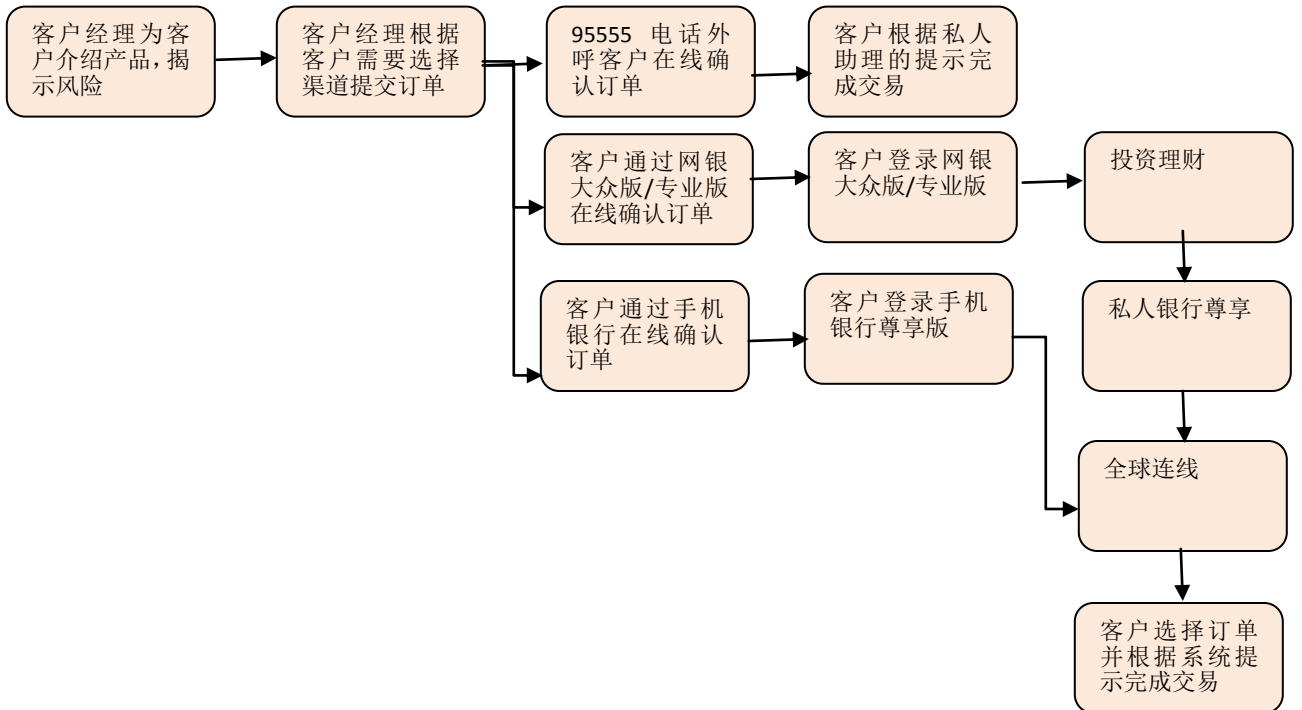 客户经理为客
户介绍产品，揭
示风险
客户经理根据
客户需要选择
渠道提交订单
95555 电话外
呼客户在线确
认订单
客户根据私人
助理的提示完
成交易
客户通过网银
大众版/专业版
在线确认订单
客户登录网银
大众版/专业版
投资理财
客户通过手机
银行在线确认
订单
客户登录手机
银行尊享版
私人银行尊享
全球连线
客户选择订单
并根据系统提
示完成交易